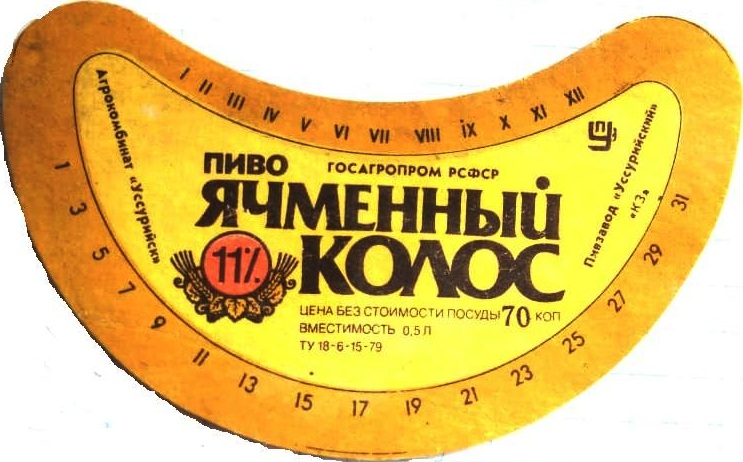 I II III IV V VI VII VIII IX X XI XII
Агрокомбинат «Уссурийск»
ПИВО
ГОСАГРОПРОМ РСФСР
ЯЧМЕННЫЙ
КОЛОС
11%
ЦЕНА БЕЗ СТОИМОСТИ ПОСУДЫ 70 КОП
ВМЕСТИМОСТЬ 0,5 Л
ТУ 18-6-15-79
Пивзавод «Уссурийский»
«КЗ»
1 3 5 7 9 11 13 15 17 19 21 23 25 27 29 31